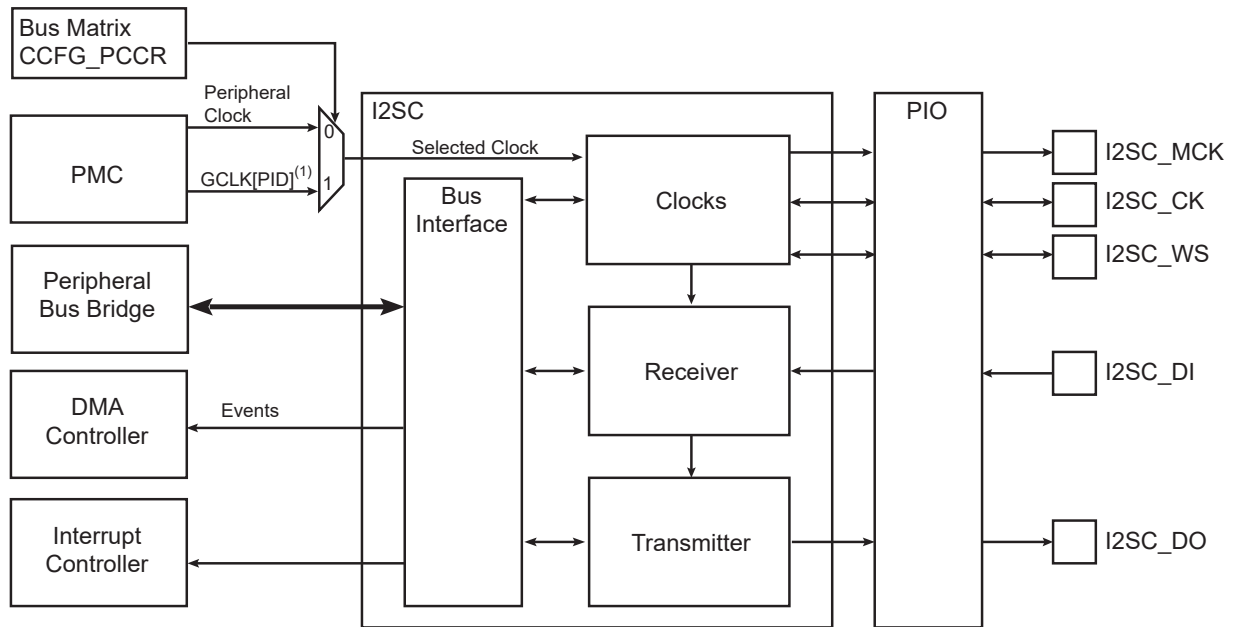 Bus Matrix
CCFG_PCCR
Peripheral
Clock
0
I2SC
PIO
PMC
GCLK[PID](1)
1
Selected Clock
Bus
Interface
Clocks
I2SC_MCK
I2SC_CK
I2SC_WS
Peripheral
Bus Bridge
Receiver
I2SC_DI
DMA
Controller
Events
Interrupt
Controller
Transmitter
I2SC_DO